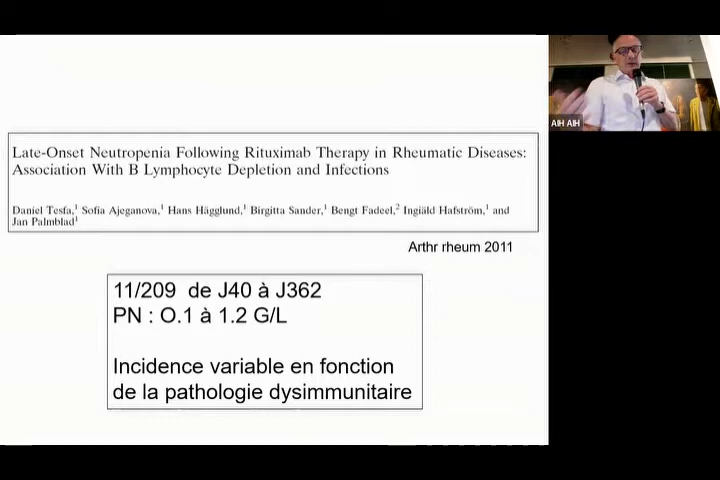 Late-Onset Neutropenia Following Rituximab Therapy in Rheumatic Diseases:
Association With B Lymphocyte Depletion and Infections
Daniel Tesfa,¹ Sofia Ajeganova,¹ Hans Hägglund,¹ Birgitta Sander,¹ Bengt Fadeel,² Ingiäld Hafström,¹ and
Jan Palmblad¹
Arthr rheum 2011
11/209 de J40 à J362
PN : O.1 à 1.2 G/L
Incidence variable en fonction
de la pathologie dysimmunitaire
AIH AIH